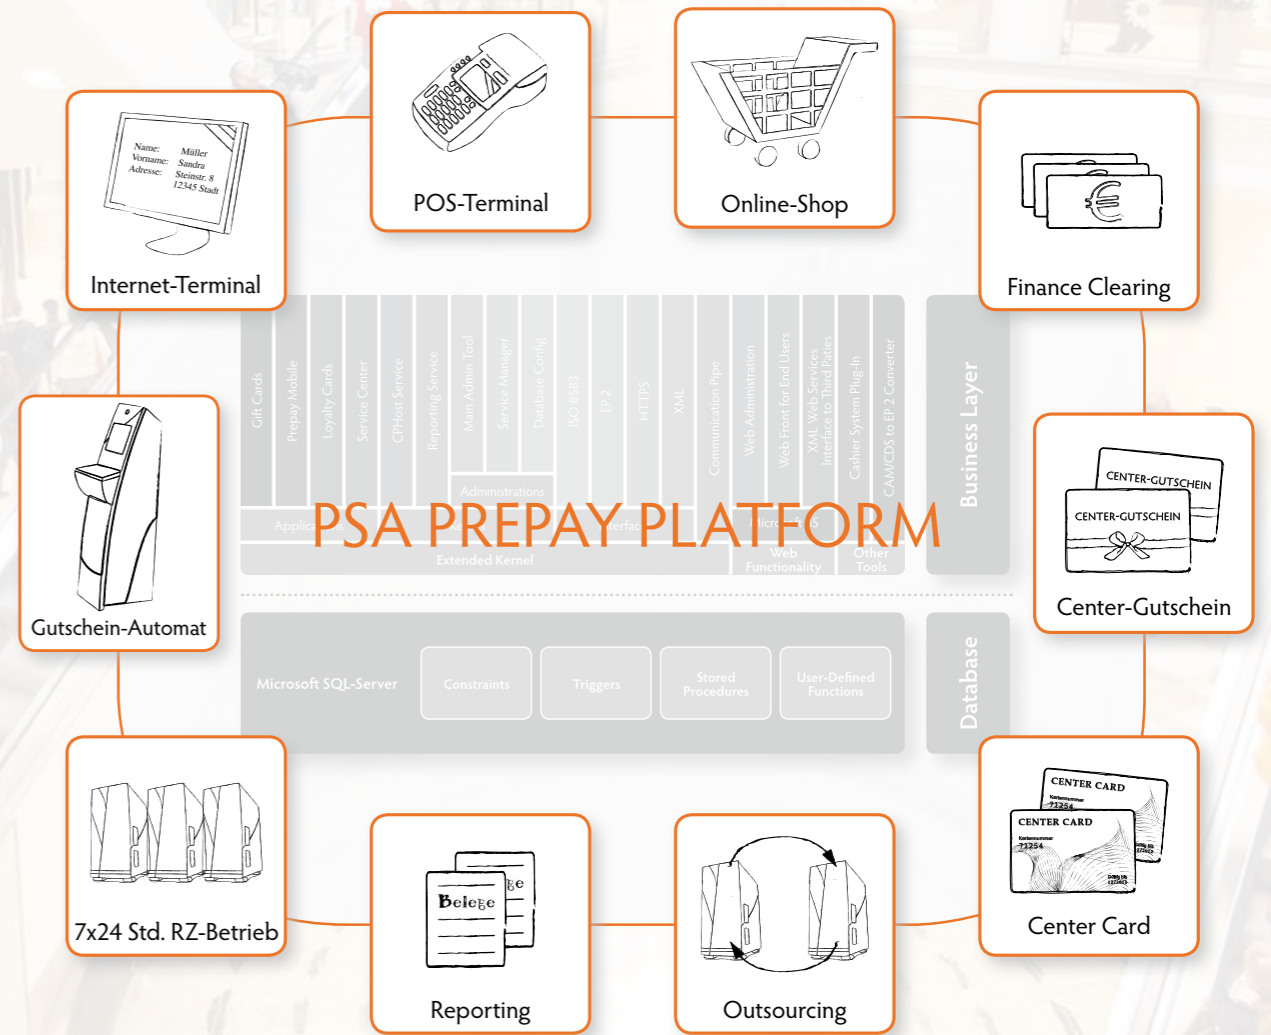 POS-Terminal
Online-Shop
Name: Müller
Vorname: Sandra
Adresse: Steinstr. 8
12345 Stadt
Internet-Terminal
Finance Clearing
Gift Cards
Prepay Mobile
Loyalty Cards
Service Center
CPHost Service
Reporting Service
Main Admin Tool
Service Manager
Database Config
ISO 8583
EP 2
HTTPS
XML
Communication Pipe
Web Administration
Web Front for End Users
XML Web Services
Interface to Third Paties
Cashier System Plug-In
CAM/CDS to EP 2 Converter
Business Layer
Administrations
PSA PREPAY PLATFORM
Extended Kernel
Web
Functionality
Other
Tools
Gutschein-Automat
CENTER-GUTSCHEIN
CENTER-GUTSCHEIN
Center-Gutschein
Microsoft SQL-Server
Constraints
Triggers
Stored
Procedures
User-Defined
Functions
Database
7x24 Std. RZ-Betrieb
Belege
Reporting
Outsourcing
CENTER CARD
Kartennummer
71254
CENTER CARD
Kartennummer
71254
Center Card